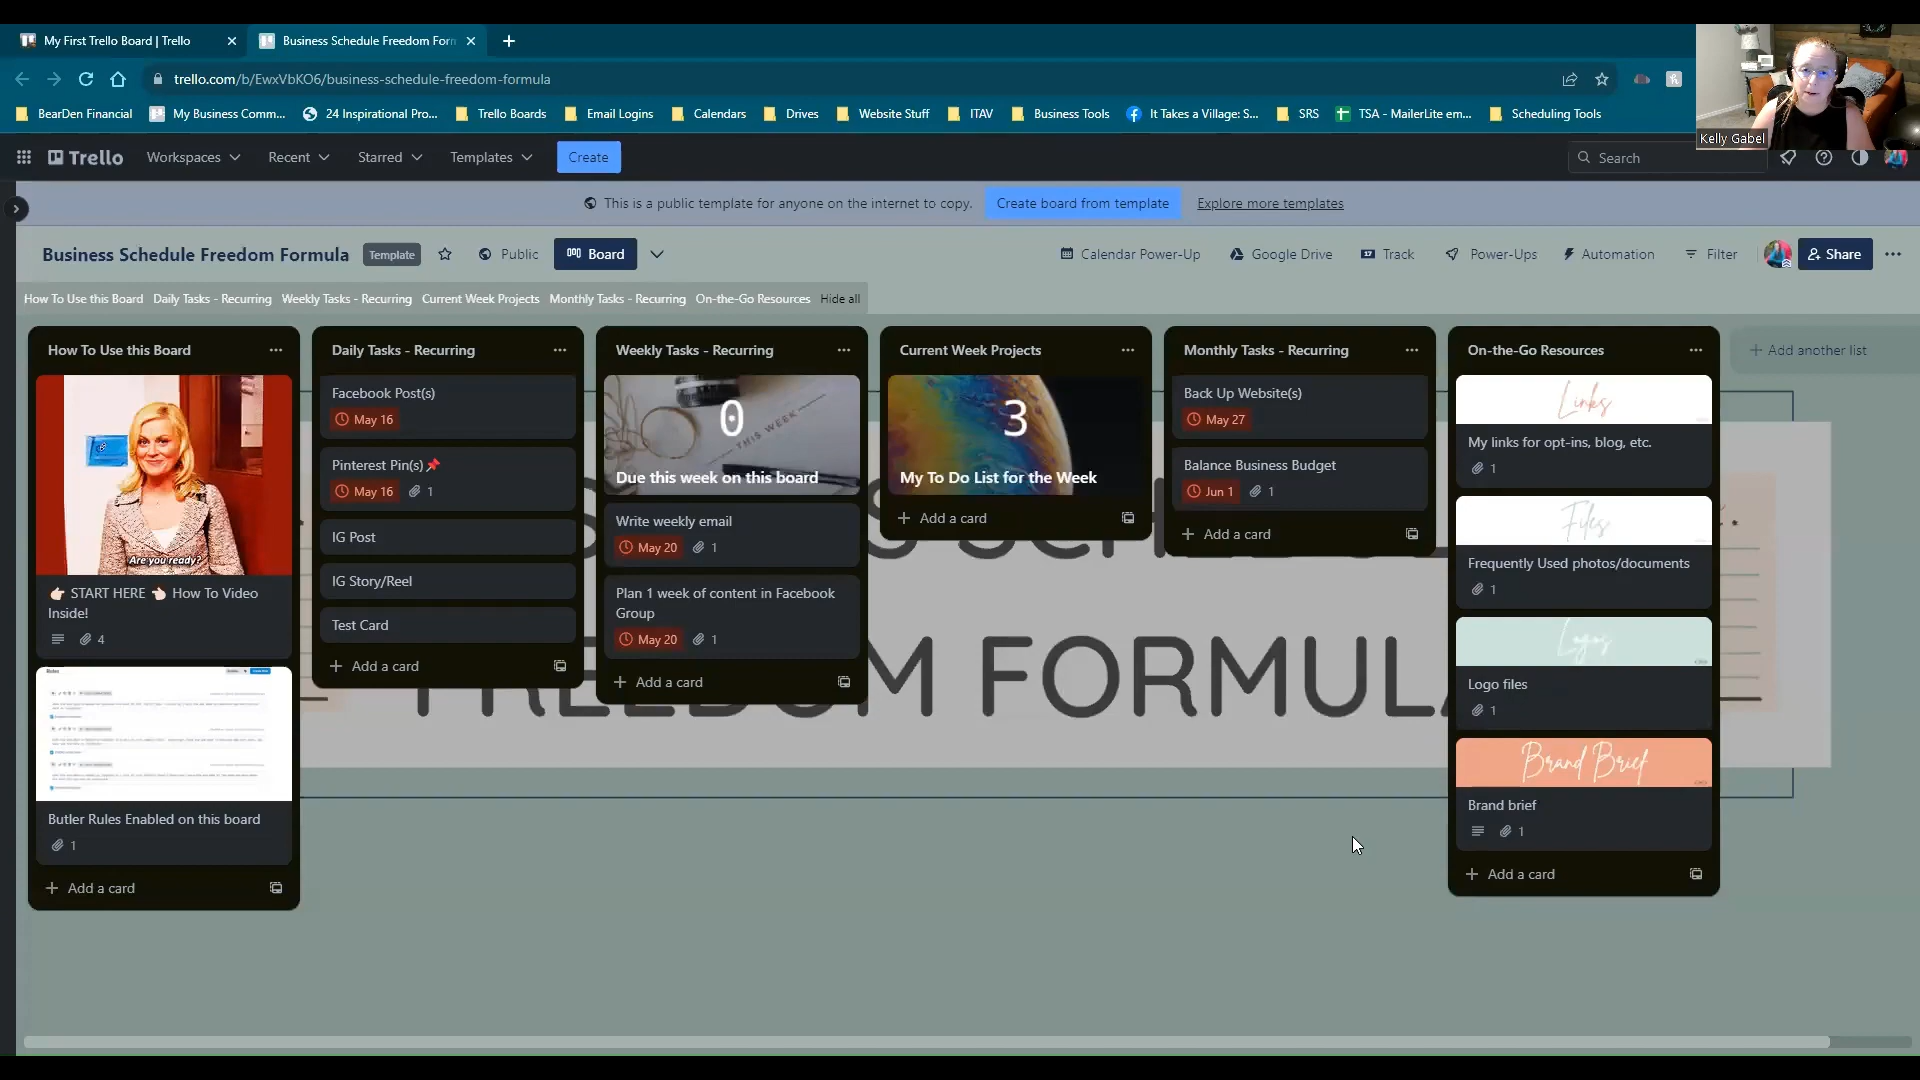 My First Trello Board | Trello
Business Schedule Freedom Form
trello.com/b/EwxVbKO6/business-schedule-freedom-formula
BearDen Financial
My Business Comm...
24 Inspirational Pro...
Trello Boards
Email Logins
Calendars
Drives
Website Stuff
ITAV
Business Tools
It Takes a Village: S...
SRS
TSA - MailerLite em...
Scheduling Tools
Kelly Gabel
Trello
Workspaces
Recent
Starred
Templates
Create
Search
This is a public template for anyone on the internet to copy.
Create board from template
Explore more templates
Business Schedule Freedom Formula
Template
Public
Board
Calendar Power-Up
Google Drive
17
Track
Power-Ups
Automation
Filter
Share
How To Use this Board
Daily Tasks - Recurring
Weekly Tasks - Recurring
Current Week Projects
Monthly Tasks - Recurring
On-the-Go Resources
Hide all
How To Use this Board
Are you ready?
START HERE How To Video
Inside!
4
Butler Rules Enabled on this board
1
Add a card
Daily Tasks - Recurring
Facebook Post(s)
May 16
Pinterest Pin(s)
May 16
1
IG Post
IG Story/Reel
Test Card
Add a card
Weekly Tasks - Recurring
0
THIS WEEK
Due this week on this board
Write weekly email
May 20
1
Plan 1 week of content in Facebook
Group
May 20
1
Add a card
Current Week Projects
3
My To Do List for the Week
Add a card
Monthly Tasks - Recurring
Back Up Website(s)
May 27
Balance Business Budget
Jun 1
1
Add a card
On-the-Go Resources
Links
My links for opt-ins, blog, etc.
1
Files
Frequently Used photos/documents
1
Logos
Logo files
1
Brand Brief
Brand brief
1
Add a card
Add another list
FREEDOM FORMULA